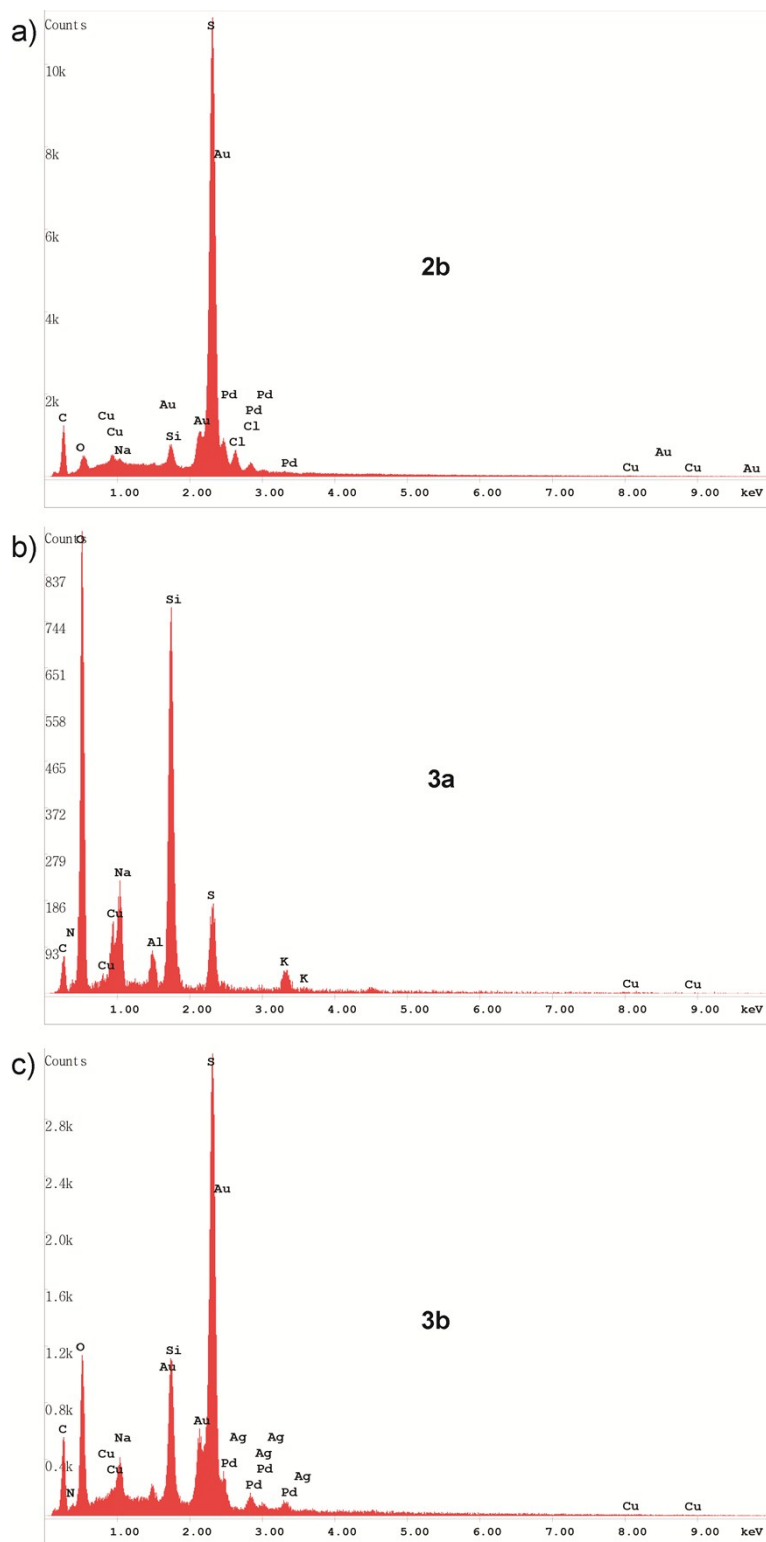 a)
Counts
S
10k
8k
Au
6k
2b
4k
2k
Pd Pd
Au
Pd
C Cu
Au Cl
Cu Si
Cl
O Na
Pd
Au
Cu Cu Au
1.00 2.00 3.00 4.00 5.00 6.00 7.00 8.00 9.00 keV
b)
Counts
O
837
Si
744
651
558
465
3a
372
279
Na
186
Cu
S
N
Al
C
93
Cu
K
K
Cu Cu
1.00 2.00 3.00 4.00 5.00 6.00 7.00 8.00 9.00 keV
c)
Counts
S
2.8k
2.4k
Au
2.0k
1.6k
3b
O Si
1.2k
Au
0.8k
Au
C
Na Ag Ag
Cu Ag
0.4k
Cu Pd Pd
Ag
N Pd Pd
Cu Cu
1.00 2.00 3.00 4.00 5.00 6.00 7.00 8.00 9.00 keV